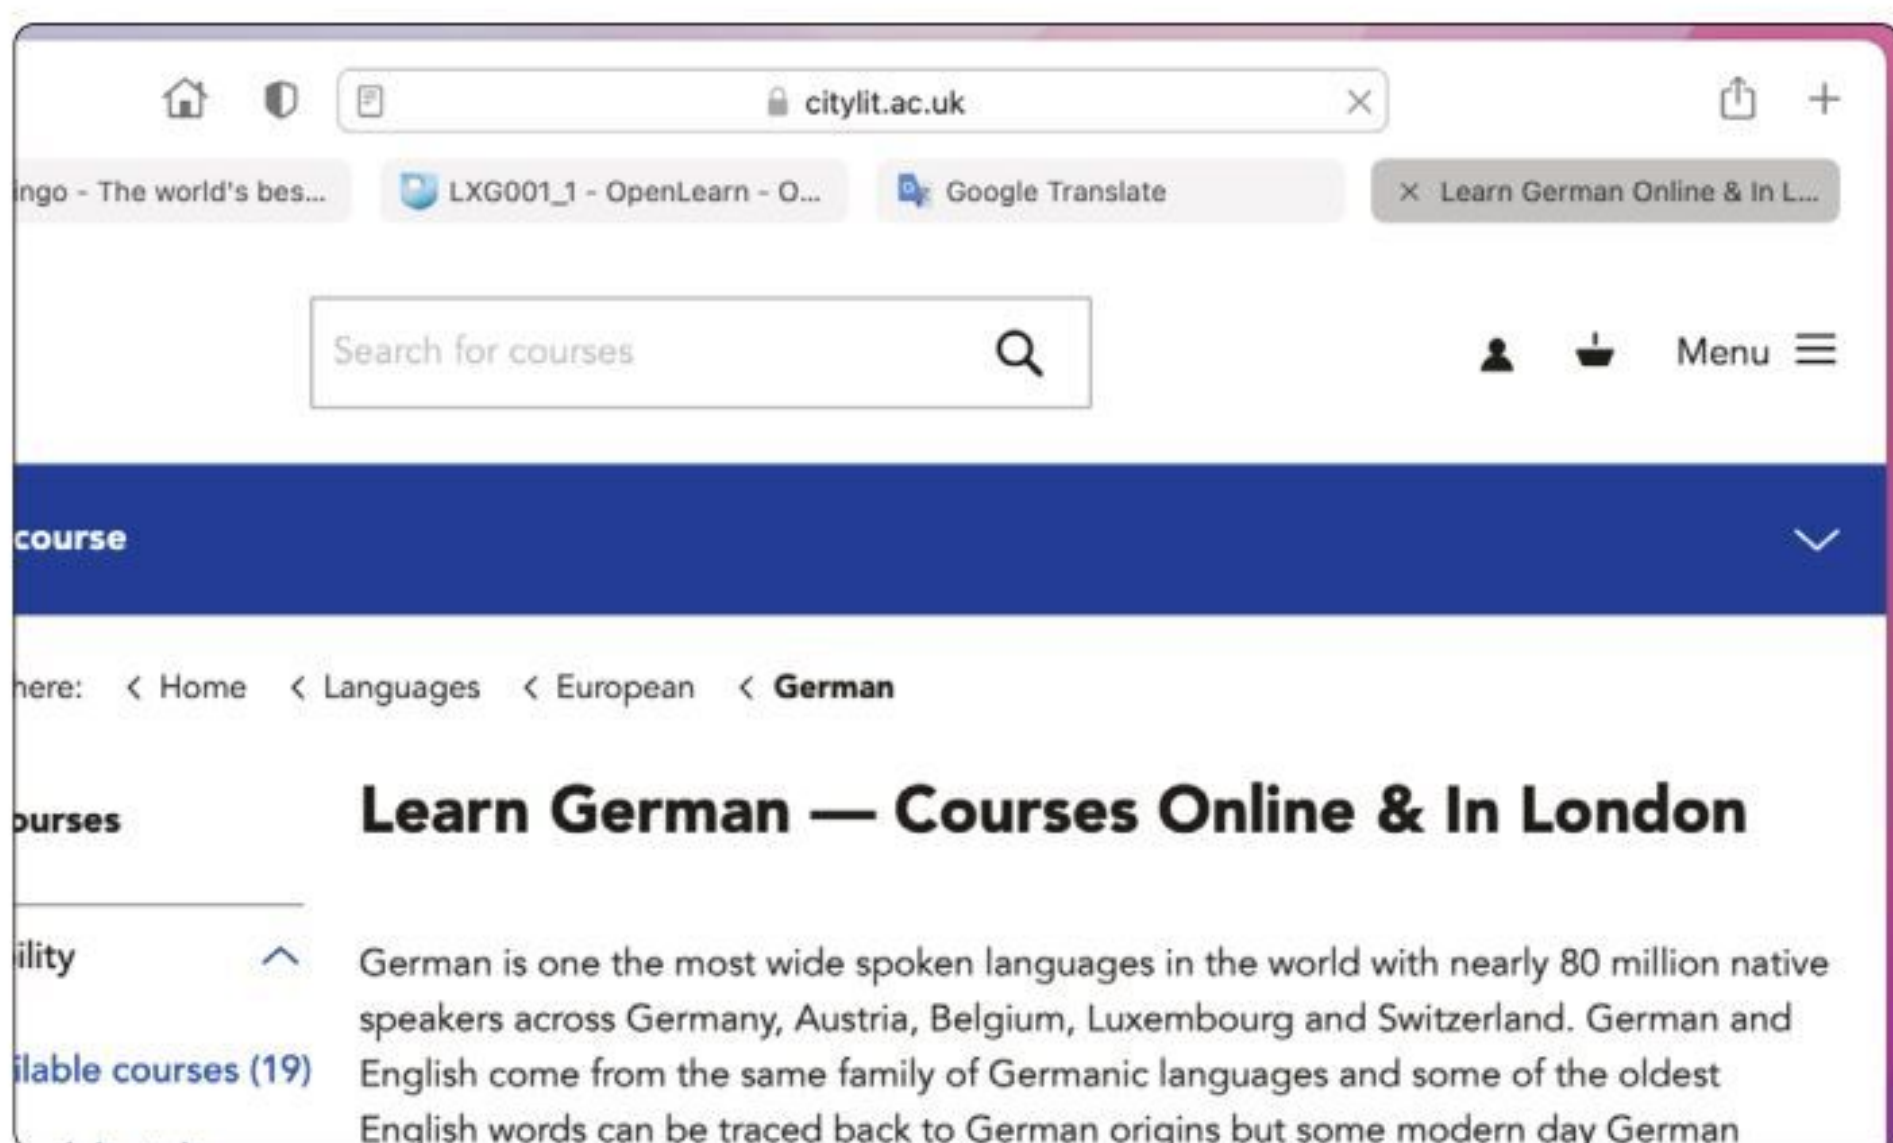 citylit.ac.uk
ingo - The world's bes...
LXG001_1 - OpenLearn - O...
Google Translate
Learn German Online & In L...
Search for courses
Menu
course
here: < Home < Languages < European < German
ourses
Learn German — Courses Online & In London
ility
ilable courses (19)
German is one the most wide spoken languages in the world with nearly 80 million native
speakers across Germany, Austria, Belgium, Luxembourg and Switzerland. German and
English come from the same family of Germanic languages and some of the oldest
English words can be traced back to German origins but some modern day German